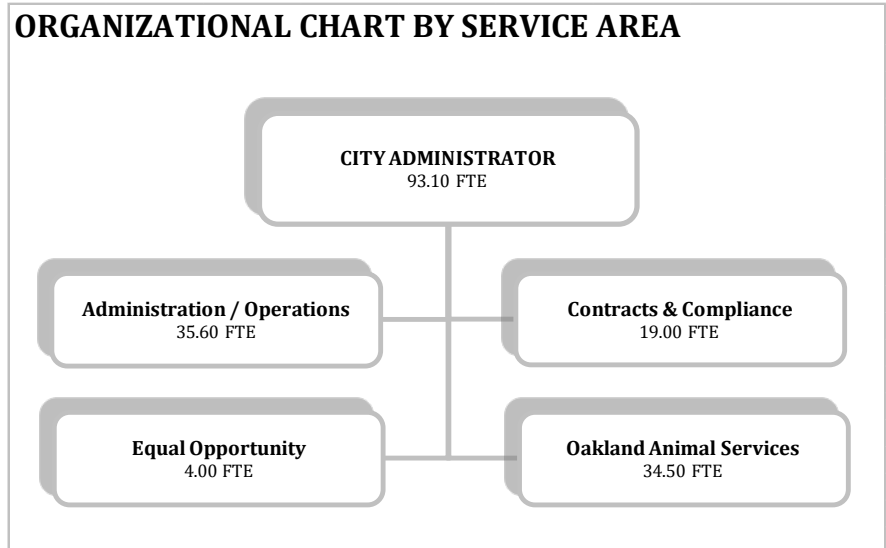 ORGANIZATIONAL CHART BY SERVICE AREA
CITY ADMINISTRATOR
93.10 FTE
Administration / Operations
35.60 FTE
Contracts & Compliance
19.00 FTE
Equal Opportunity
4.00 FTE
Oakland Animal Services
34.50 FTE